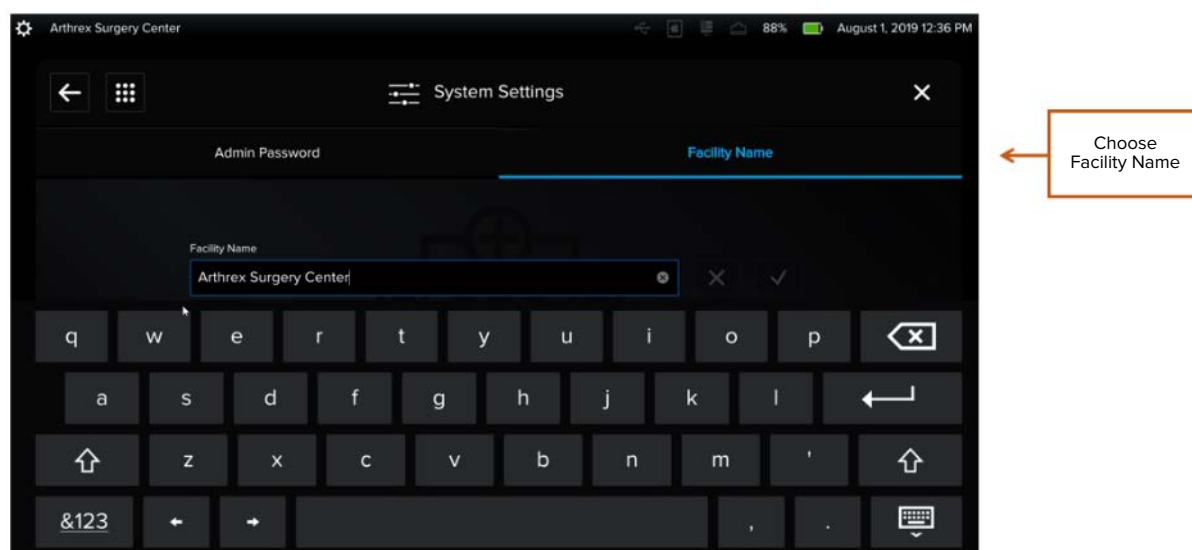 Arthrex Surgery Center 88% August 1, 2019 12:36 PM
System Settings
Admin Password Facility Name
Choose
Facility Name
Facility Name
Arthrex Surgery Center
q w e r t y u i o p
a s d f g h j k l
z x c v b n m '
&123 , .